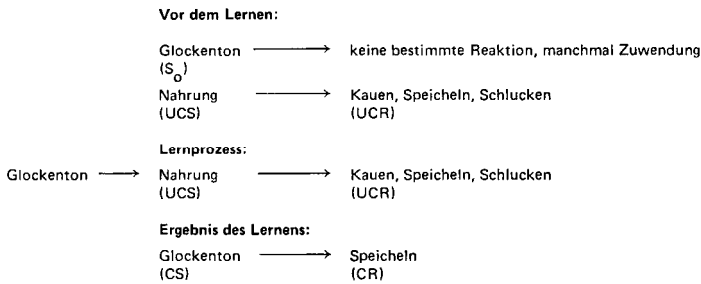 Vor dem Lernen:
Glockenton ⟶ keine bestimmte Reaktion, manchmal Zuwendung
(S₀)
Nahrung ⟶ Kauen, Speicheln, Schlucken
(UCS) (UCR)
Lernprozess:
Glockenton ⟶ Nahrung ⟶ Kauen, Speicheln, Schlucken
(UCS) (UCR)
Ergebnis des Lernens:
Glockenton ⟶ Speicheln
(CS) (CR)